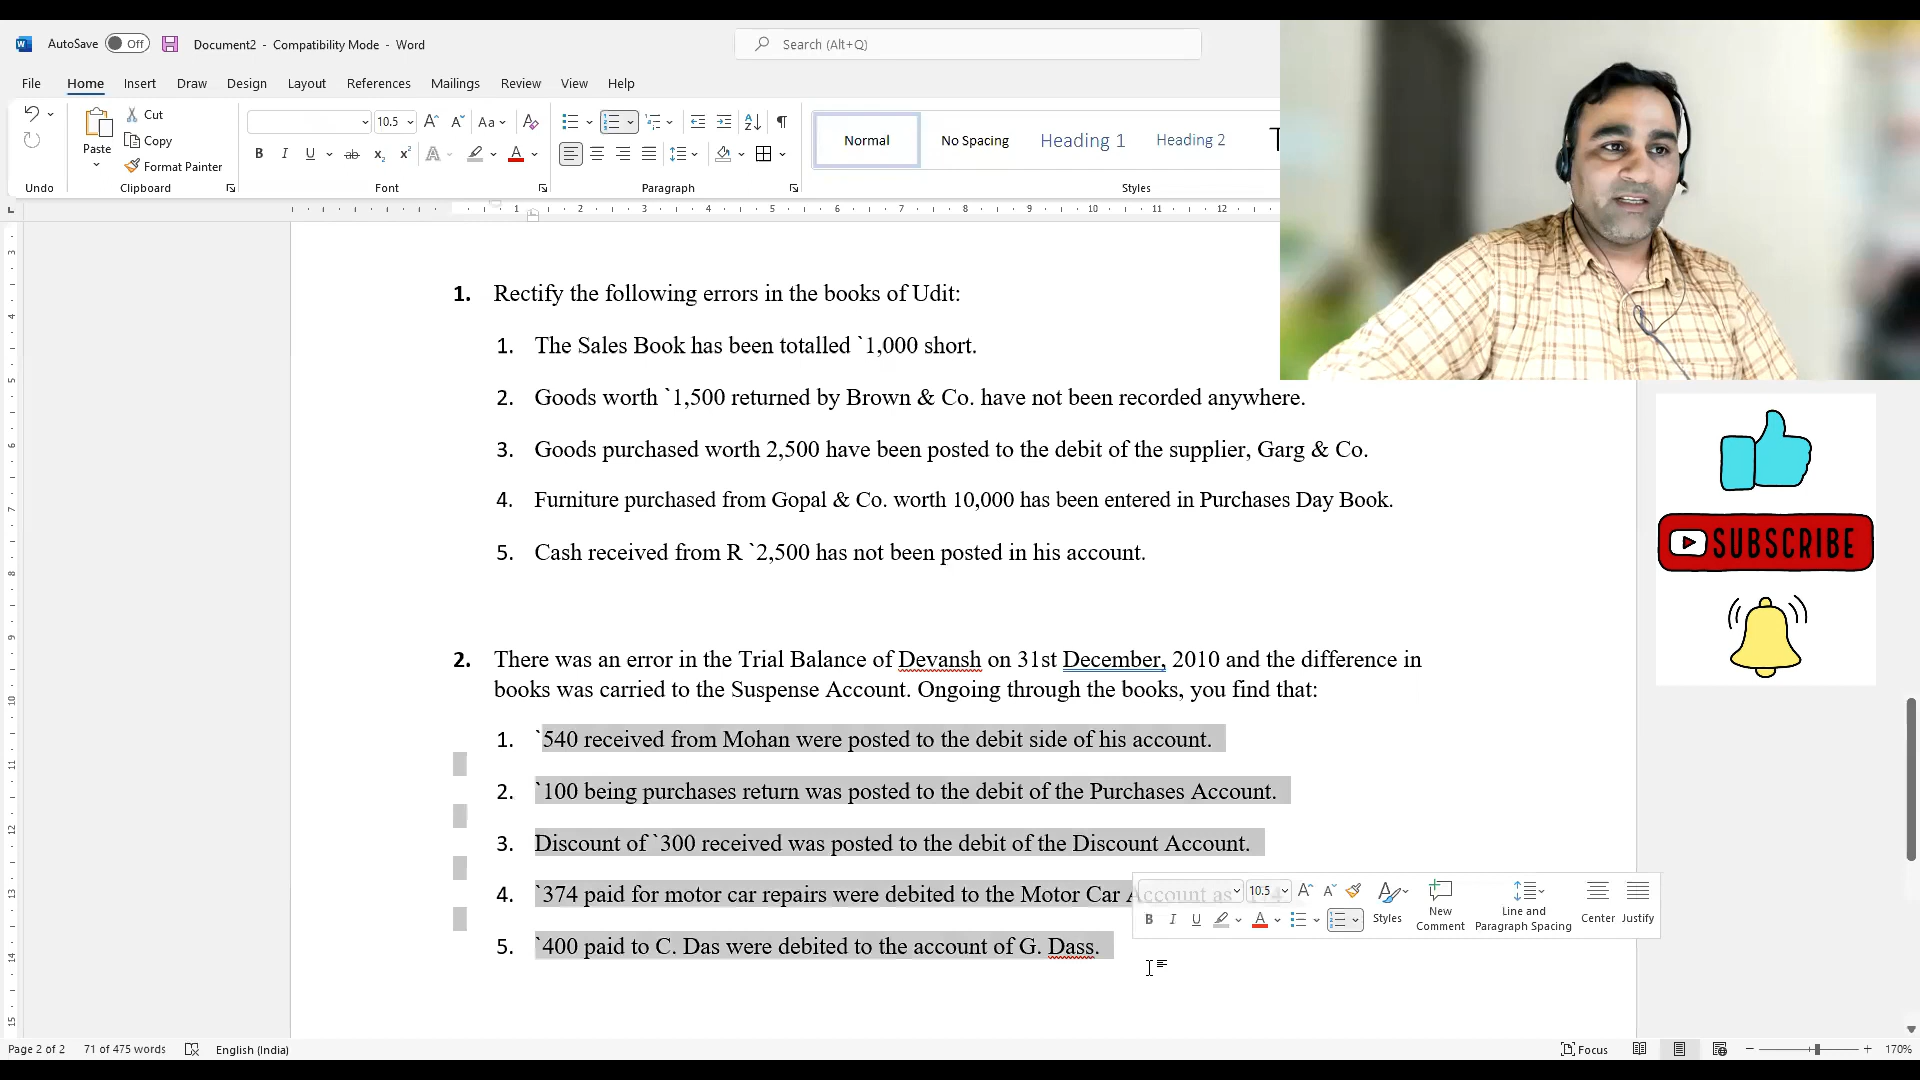 AutoSave Off Document2 - Compatibility Mode - Word Search (Alt+Q)
File Home Insert Draw Design Layout References Mailings Review View Help
Paste Cut Copy Format Painter
10.5
Normal No Spacing Heading 1 Heading 2
Undo Clipboard Font Paragraph Styles
1. Rectify the following errors in the books of Udit:
1. The Sales Book has been totalled `1,000 short.
2. Goods worth `1,500 returned by Brown & Co. have not been recorded anywhere.
3. Goods purchased worth 2,500 have been posted to the debit of the supplier, Garg & Co.
4. Furniture purchased from Gopal & Co. worth 10,000 has been entered in Purchases Day Book.
5. Cash received from R `2,500 has not been posted in his account.
SUBSCRIBE
2. There was an error in the Trial Balance of Devansh on 31st December, 2010 and the difference in
books was carried to the Suspense Account. Ongoing through the books, you find that:
1. `540 received from Mohan were posted to the debit side of his account.
2. `100 being purchases return was posted to the debit of the Purchases Account.
3. Discount of `300 received was posted to the debit of the Discount Account.
4. `374 paid for motor car repairs were debited to the Motor Car Account as
5. `400 paid to C. Das were debited to the account of G. Dass.
10.5
Styles New Comment Line and Paragraph Spacing Center Justify
Page 2 of 2 71 of 475 words English (India) Focus 170%